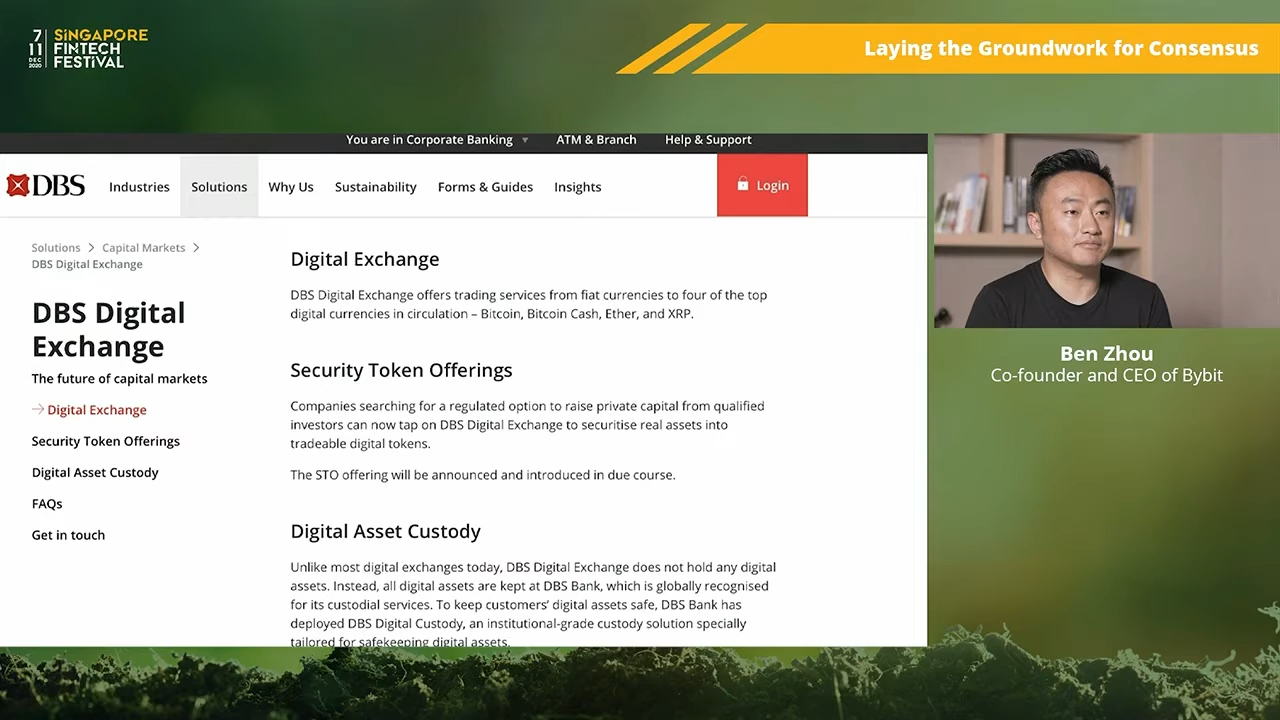 7
11
DEC
2020
SINGAPORE
FINTECH
FESTIVAL
Laying the Groundwork for Consensus
You are in Corporate Banking
ATM & Branch
Help & Support
DBS
Industries
Solutions
Why Us
Sustainability
Forms & Guides
Insights
Login
Solutions
Capital Markets
DBS Digital Exchange
DBS Digital
Exchange
The future of capital markets
Digital Exchange
Security Token Offerings
Digital Asset Custody
FAQs
Get in touch
Digital Exchange
DBS Digital Exchange offers trading services from fiat currencies to four of the top
digital currencies in circulation – Bitcoin, Bitcoin Cash, Ether, and XRP.
Security Token Offerings
Companies searching for a regulated option to raise private capital from qualified
investors can now tap on DBS Digital Exchange to securitise real assets into
tradeable digital tokens.
The STO offering will be announced and introduced in due course.
Digital Asset Custody
Unlike most digital exchanges today, DBS Digital Exchange does not hold any digital
assets. Instead, all digital assets are kept at DBS Bank, which is globally recognised
for its custodial services. To keep customers' digital assets safe, DBS Bank has
deployed DBS Digital Custody, an institutional-grade custody solution specially
tailored for safekeeping digital assets.
Ben Zhou
Co-founder and CEO of Bybit